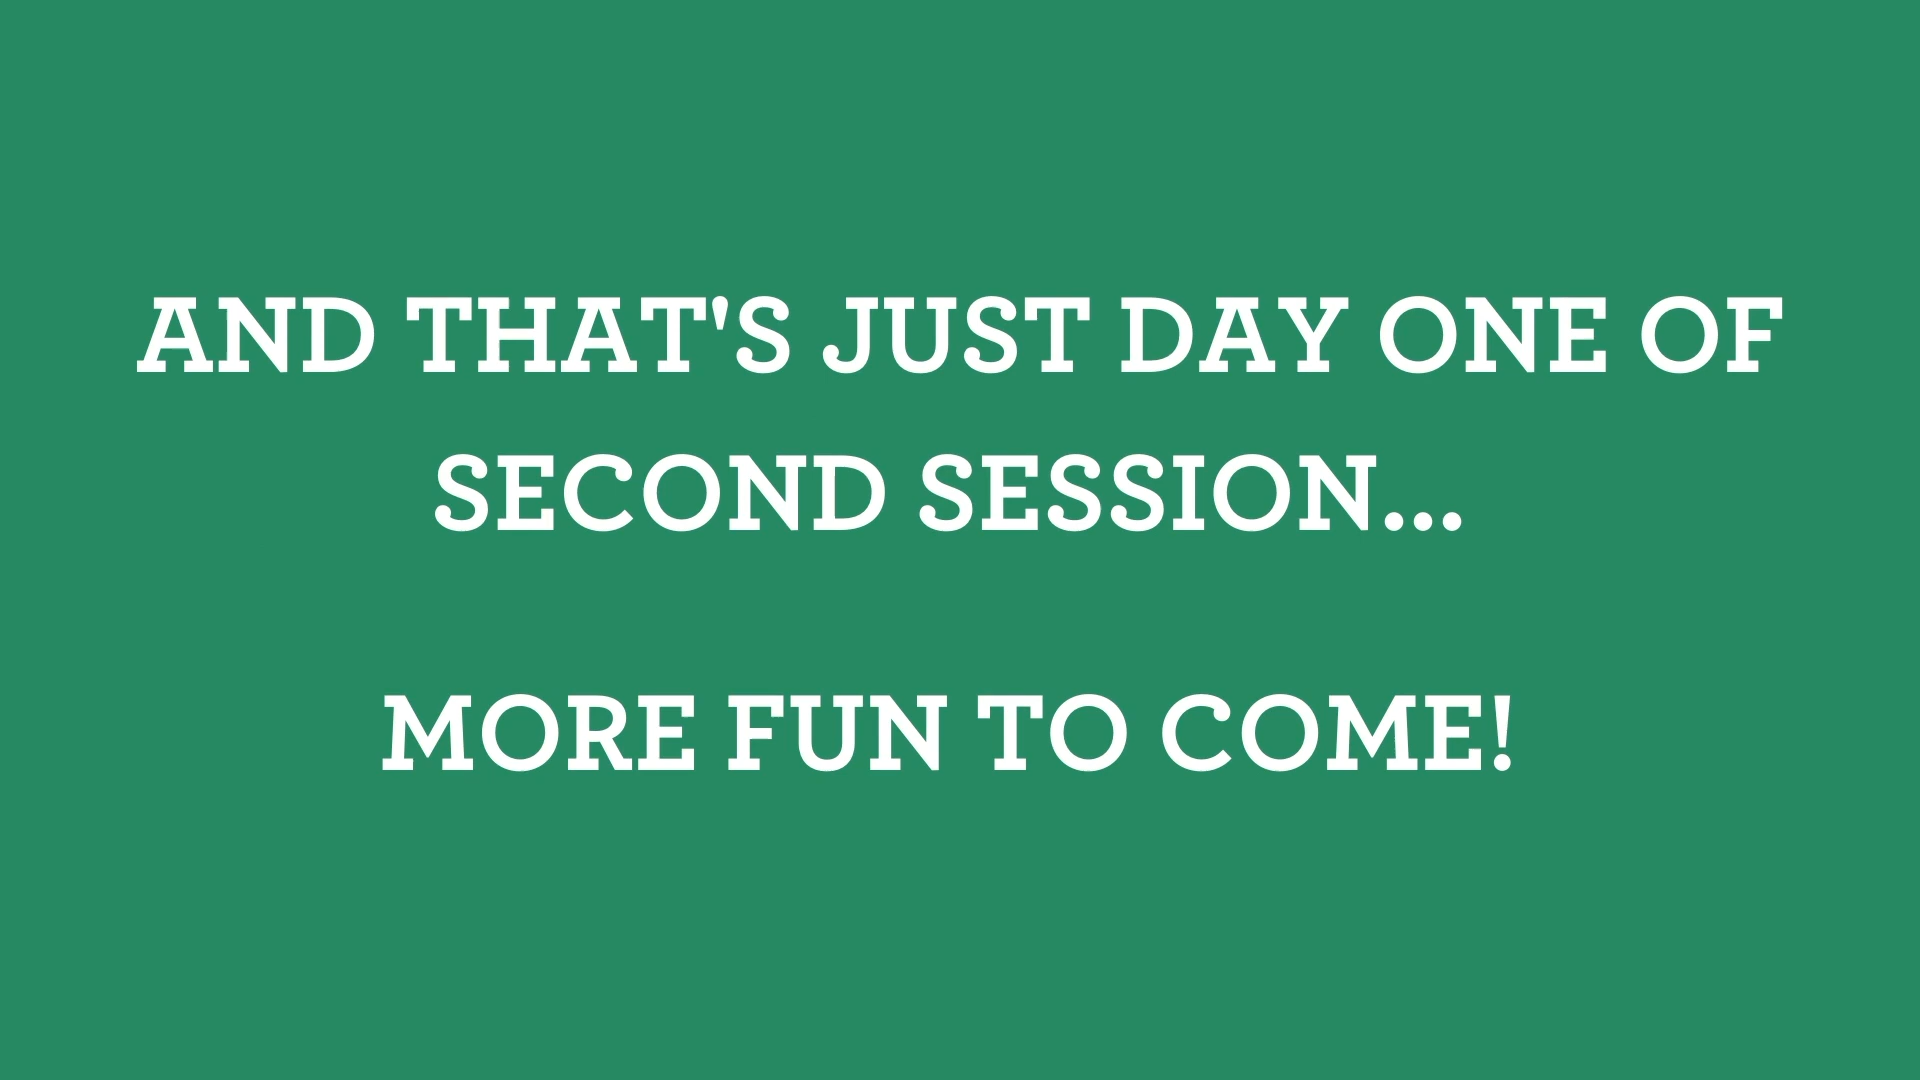 AND THAT'S JUST DAY ONE OF
SECOND SESSION...
MORE FUN TO COME!